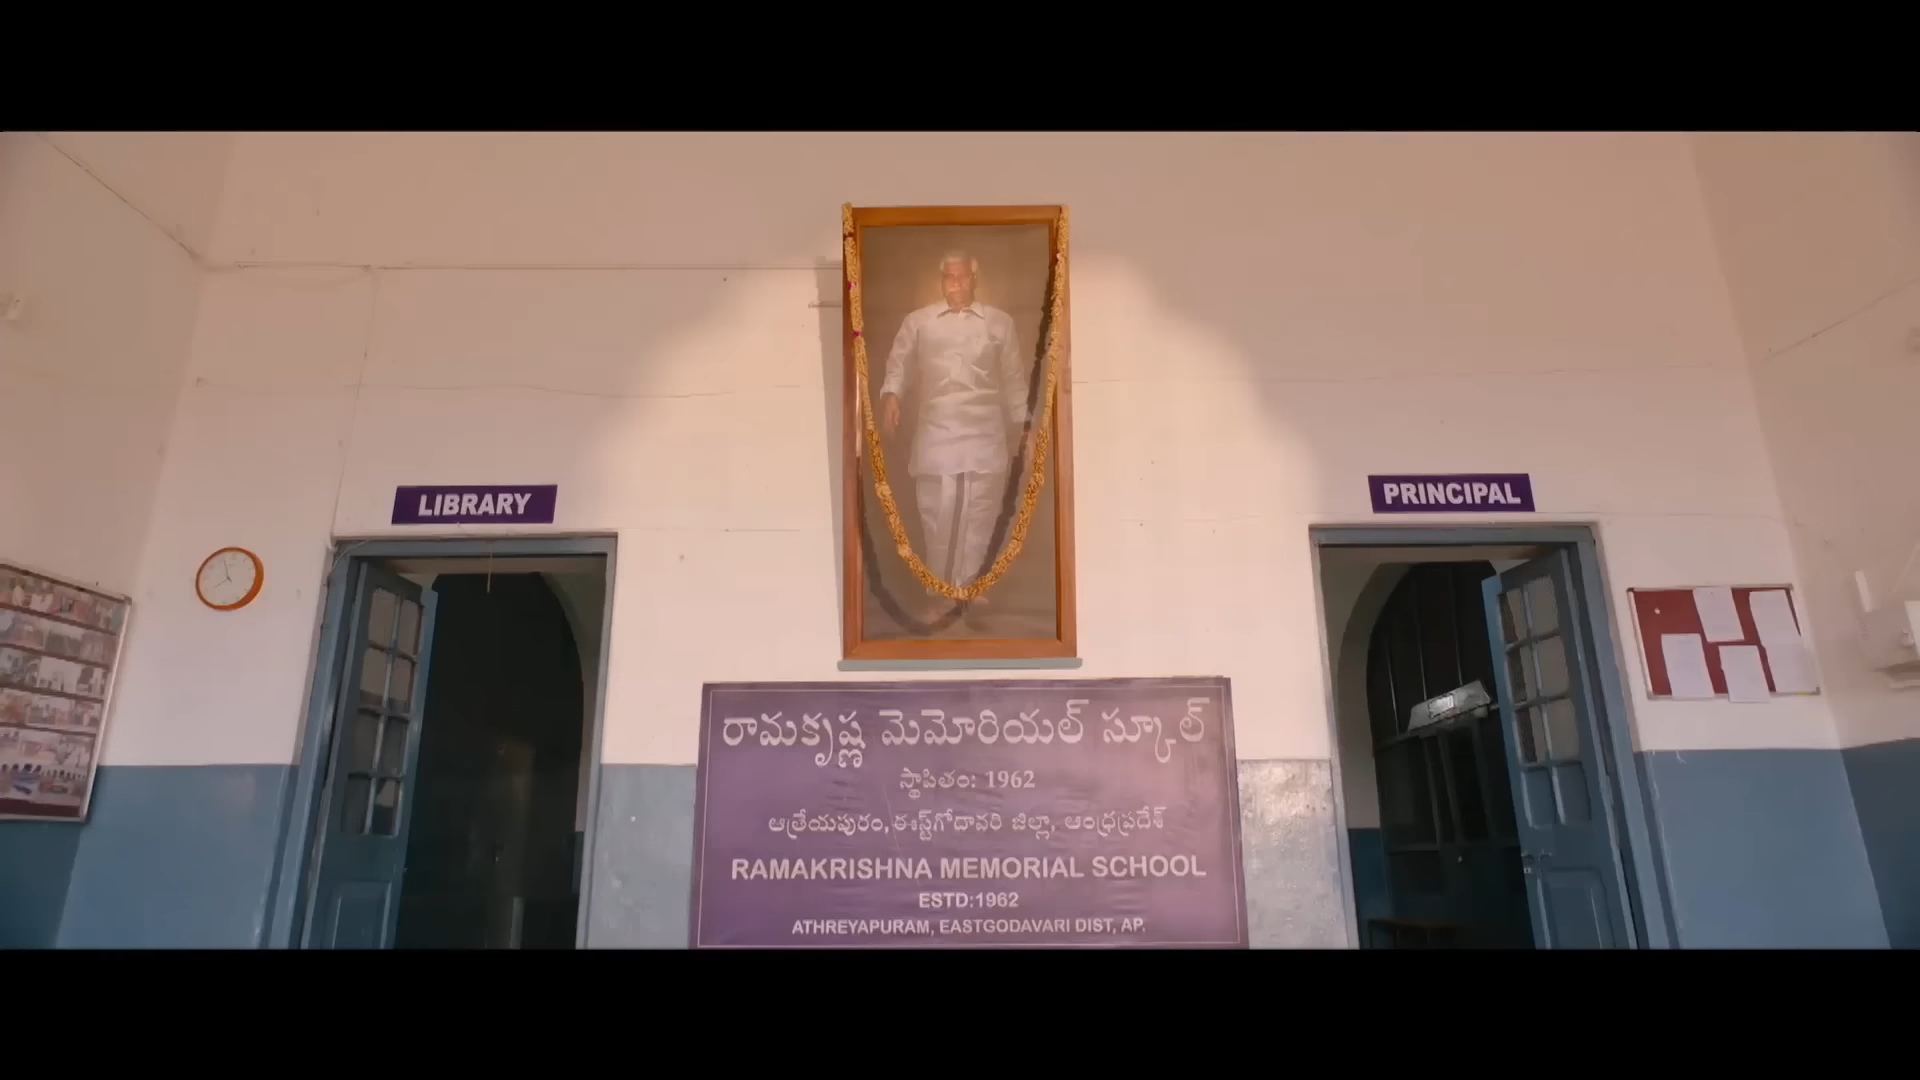 LIBRARY
PRINCIPAL
రామకృష్ణ మెమోరియల్ స్కూల్
స్థాపితం: 1962
ఆత్రేయపురం, ఈస్ట్‌గోదావరి జిల్లా, ఆంధ్రప్రదేశ్
RAMAKRISHNA MEMORIAL SCHOOL
ESTD:1962
ATHREYAPURAM, EASTGODAVARI DIST, AP.